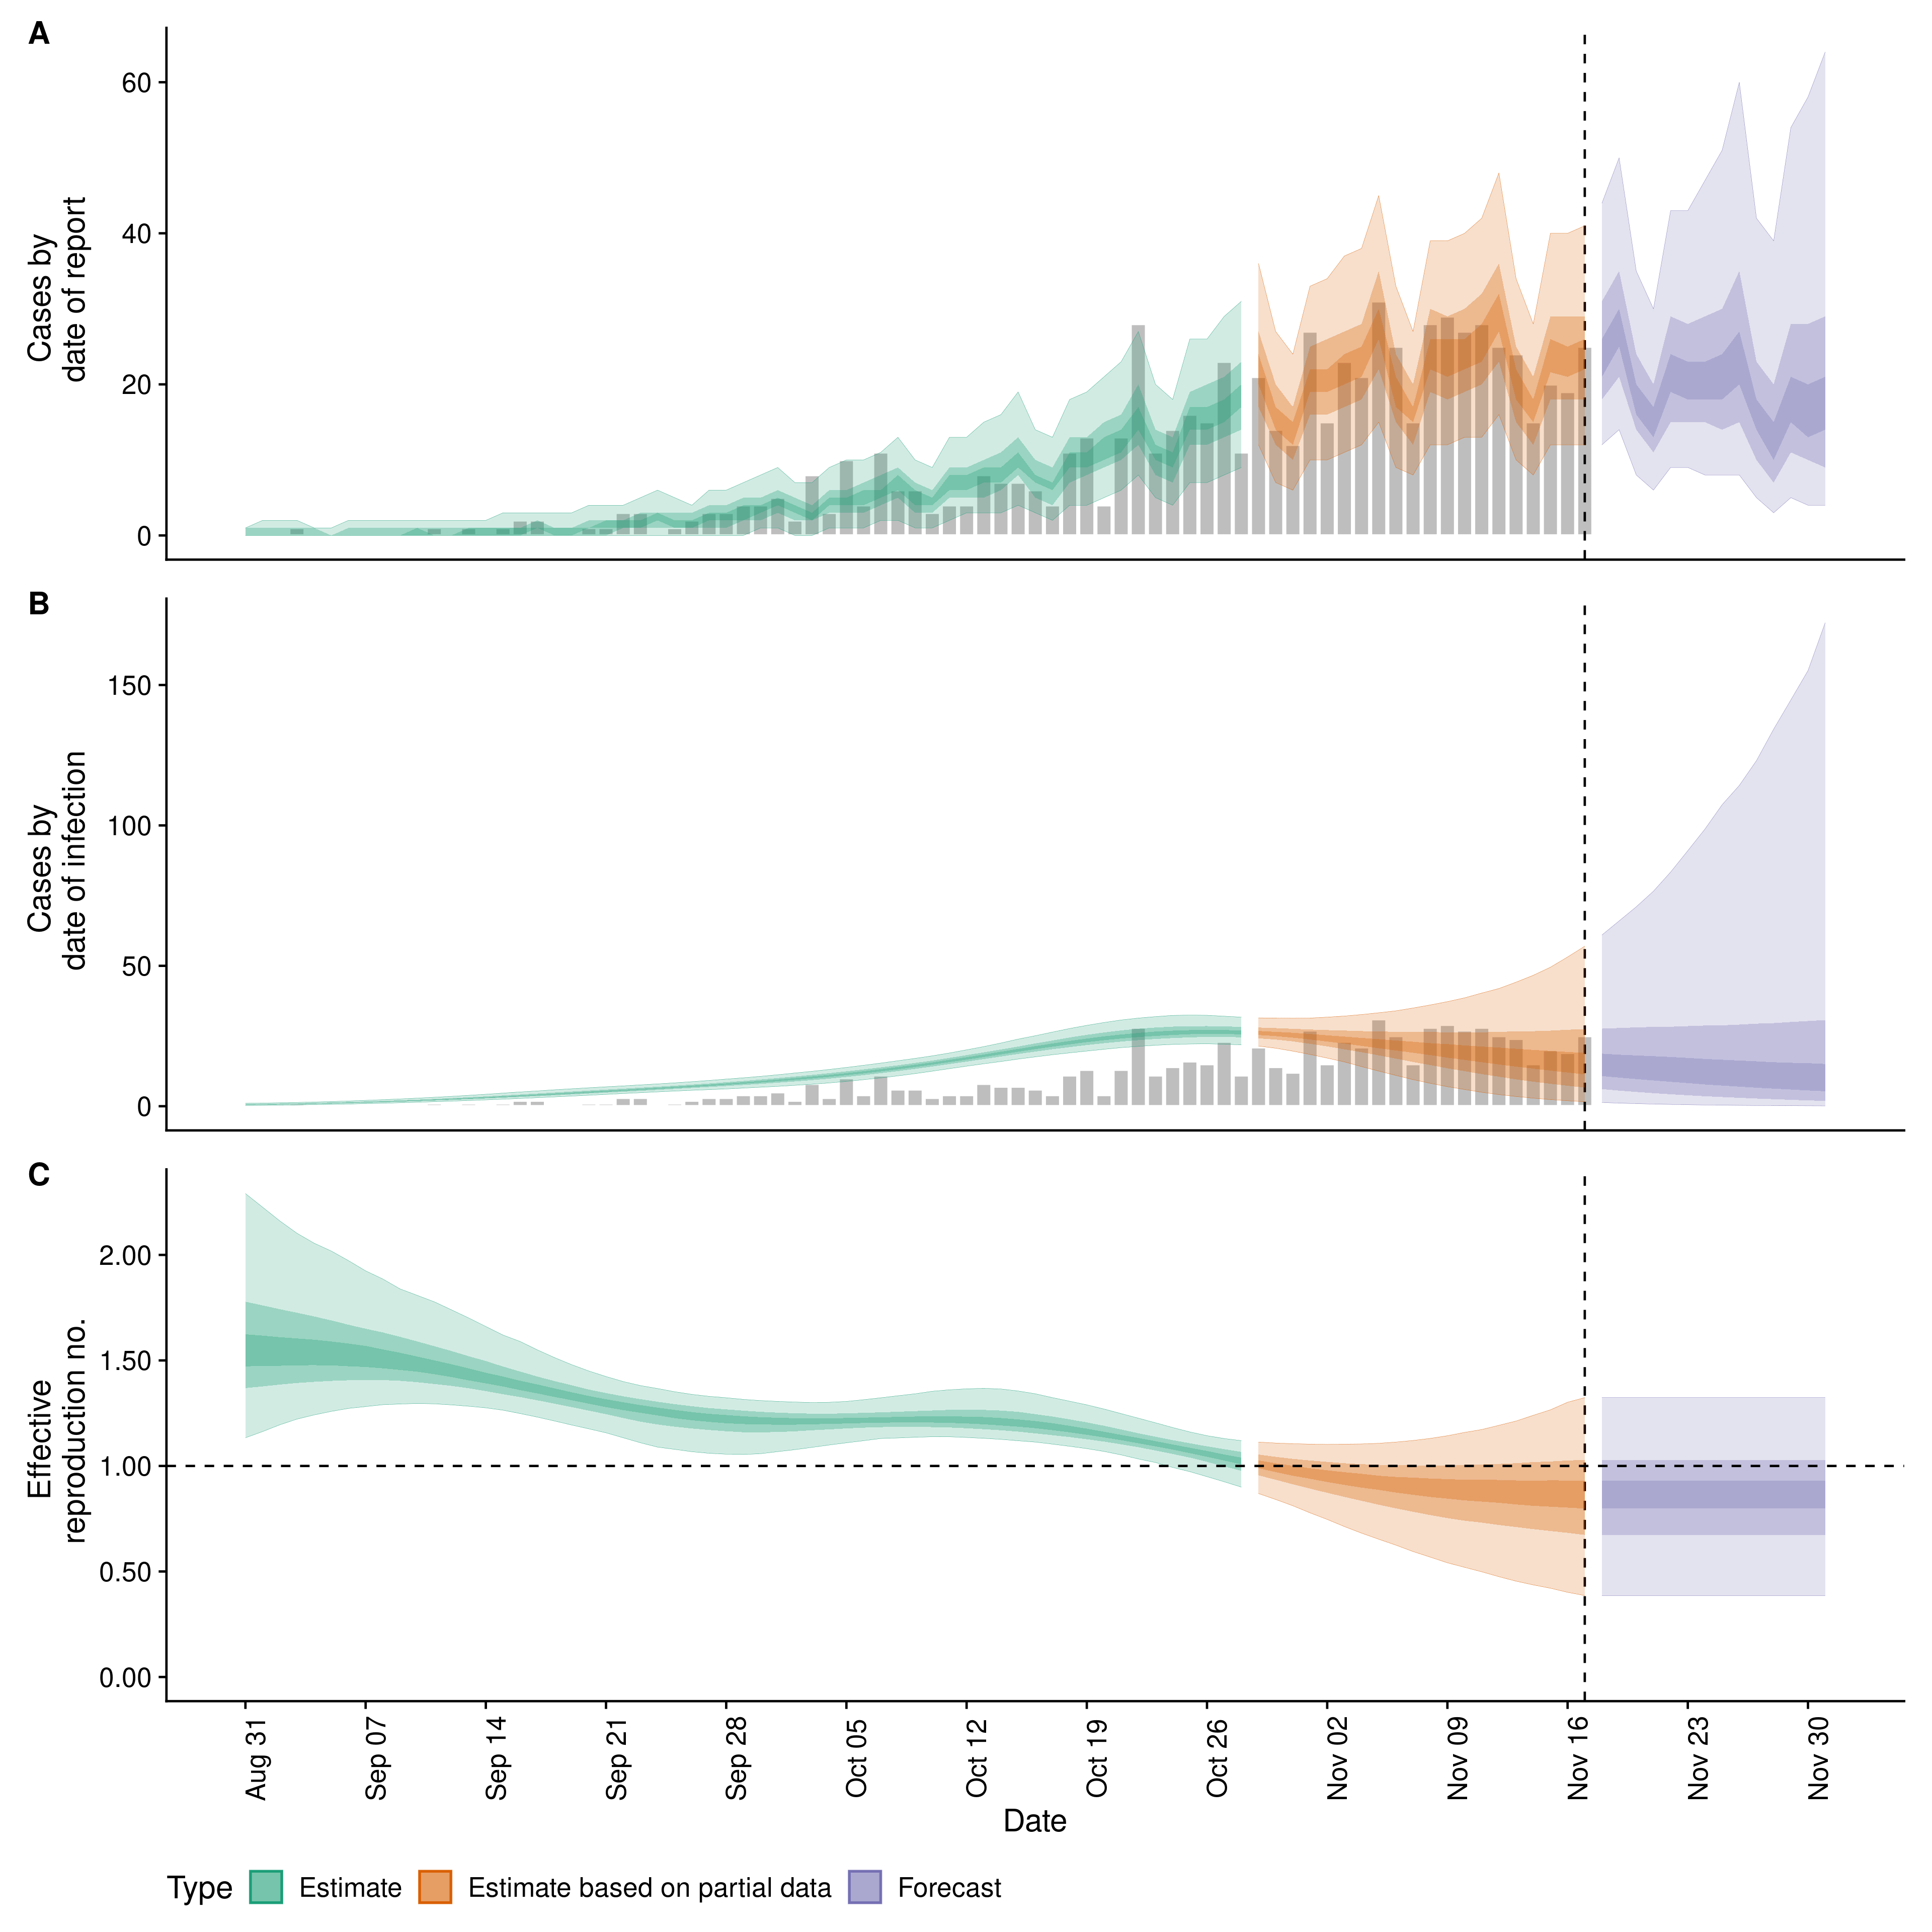 A
60
40
20
0
Cases by
date of report
B
150
100
50
0
Cases by
date of infection
C
2.00
1.50
1.00
0.50
0.00
Effective
reproduction no.
Aug 31
Sep 07
Sep 14
Sep 21
Sep 28
Oct 05
Oct 12
Oct 19
Oct 26
Nov 02
Nov 09
Nov 16
Nov 23
Nov 30
Date
Type Estimate Estimate based on partial data Forecast